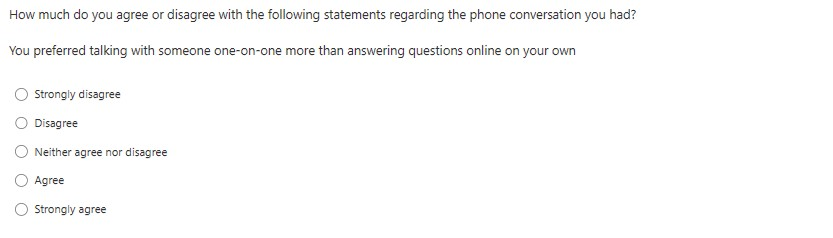 How much do you agree or disagree with the following statements regarding the phone conversation you had?
You preferred talking with someone one-on-one more than answering questions online on your own
Strongly disagree
Disagree
Neither agree nor disagree
Agree
Strongly agree